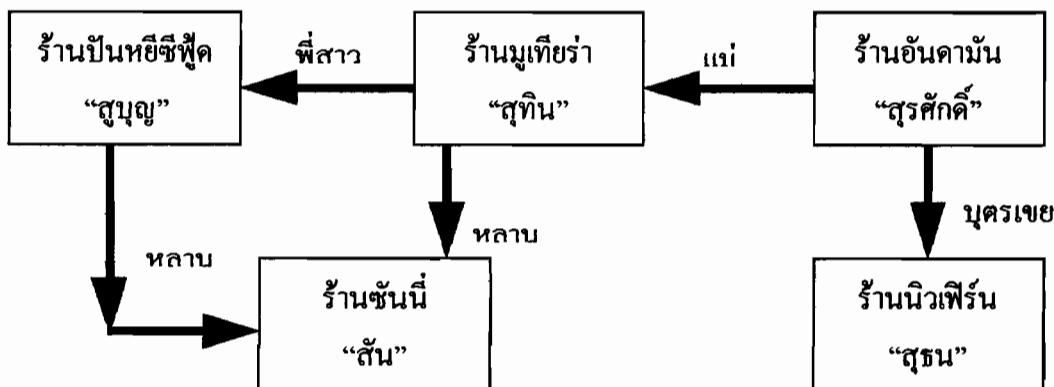 ร้านปันหยีซีฟู้ด
“สูบุญ”
พี่สาว
ร้านมูเทียร่า
“สุทิน”
แม่
ร้านอันดามัน
“สุรศักดิ์”
หลาบ
หลาบ
บุตรเขย
ร้านซันนี่
“สัน”
ร้านนิวเฟิร์น
“สุธน”